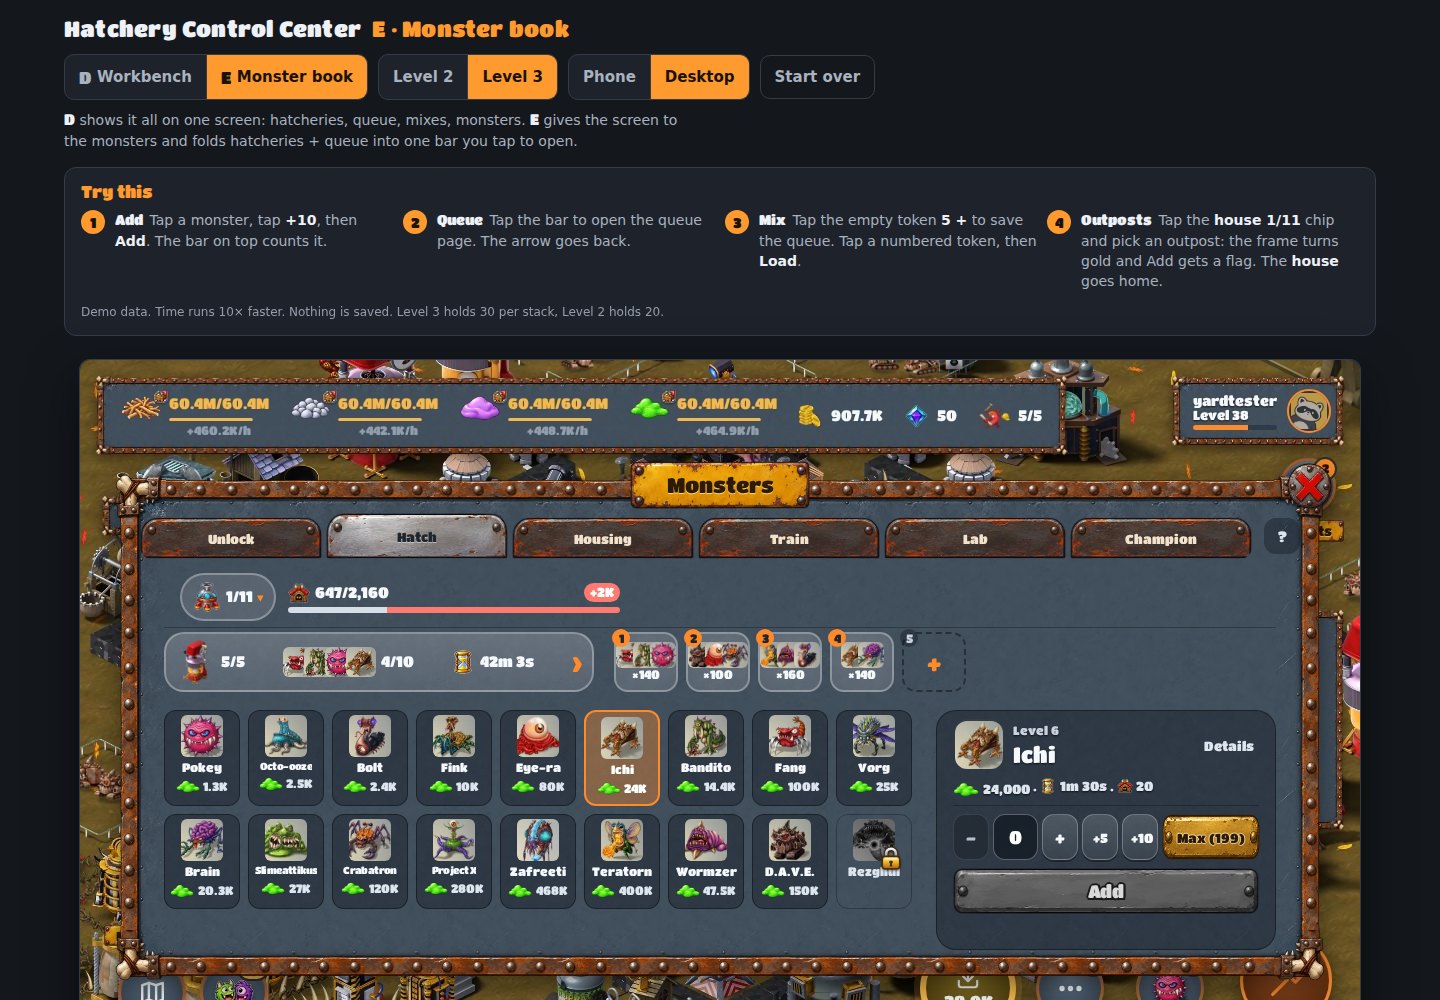 Hatchery Control Center E · Monster book
D Workbench E Monster book Level 2 Level 3 Phone Desktop Start over
D shows it all on one screen: hatcheries, queue, mixes, monsters. E gives the screen to
the monsters and folds hatcheries + queue into one bar you tap to open.
Try this
1 Add Tap a monster, tap +10, then
Add. The bar on top counts it.
2 Queue Tap the bar to open the queue
page. The arrow goes back.
3 Mix Tap the empty token 5 + to save
the queue. Tap a numbered token, then
Load.
4 Outposts Tap the house 1/11 chip
and pick an outpost: the frame turns
gold and Add gets a flag. The house
goes home.
Demo data. Time runs 10× faster. Nothing is saved. Level 3 holds 30 per stack, Level 2 holds 20.
60.4M/60.4M 60.4M/60.4M 60.4M/60.4M 60.4M/60.4M
+460.2K/h +442.1K/h +448.7K/h +464.9K/h
907.7K 50 5/5
yardtester
Level 38
Monsters
Unlock Hatch Housing Train Lab Champion ?
1/11 ▾ 647/2,160 +2K
5/5 4/10 42m 3s ❯
1 2 3 4 5
×140 ×100 ×160 ×140 +
Pokey Octo-ooze Bolt Fink Eye-ra Ichi Bandito Fang Vorg
1.3K 2.5K 2.4K 10K 80K 24K 14.4K 100K 25K
Brain Slimeattikus Crabatron Project X Zafreeti Teratorn Wormzer D.A.V.E.
20.3K 27K 120K 280K 468K 400K 47.5K 150K
Level 6
Ichi
Details
24,000 · 1m 30s · 20
− 0 + +5 +10 Max (199)
Add